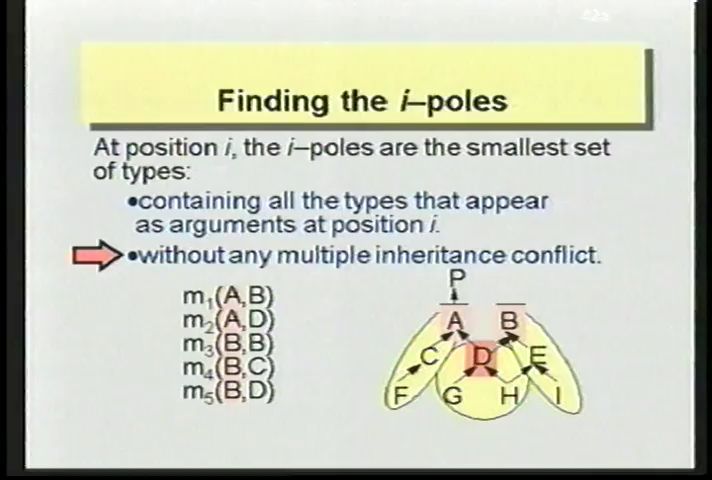 Finding the i–poles
At position i, the i–poles are the smallest set
of types:
•containing all the types that appear
as arguments at position i.
•without any multiple inheritance conflict.
m₁(A,B)
m₂(A,D)
m₃(B,B)
m₄(B,C)
m₅(B,D)
P
A B
C D E
F G H I